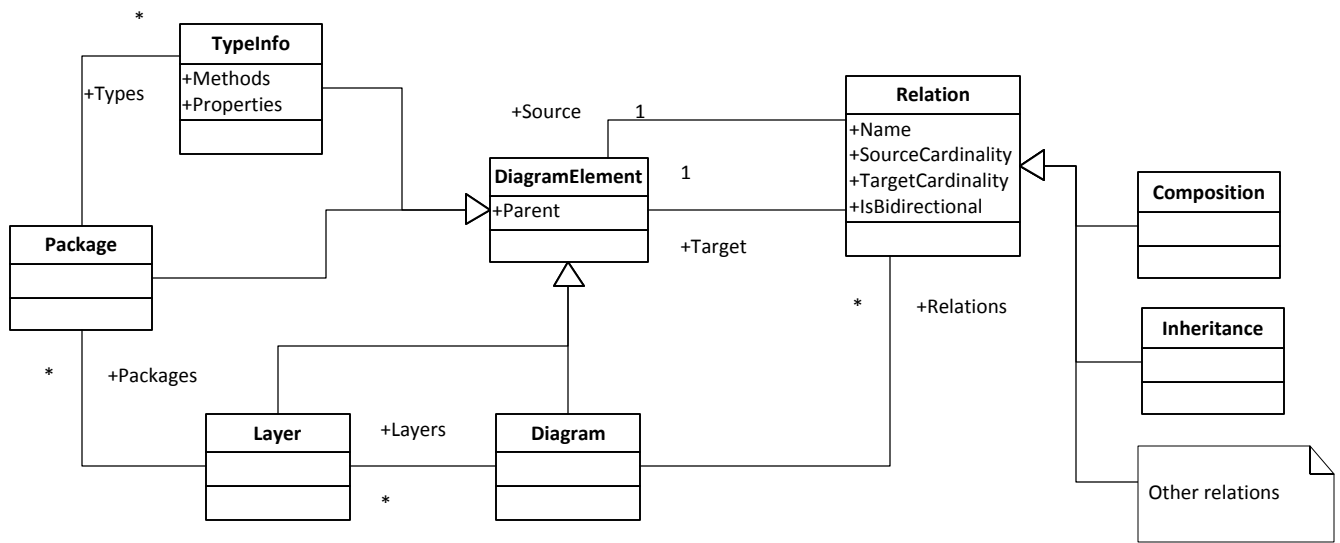 *
TypeInfo
+Methods
+Properties
+Types
+Source
1
Relation
+Name
+SourceCardinality
+TargetCardinality
+IsBidirectional
DiagramElement
+Parent
1
+Target
Composition
Package
*
+Relations
Inheritance
*
+Packages
Layer
+Layers
*
Diagram
Other relations